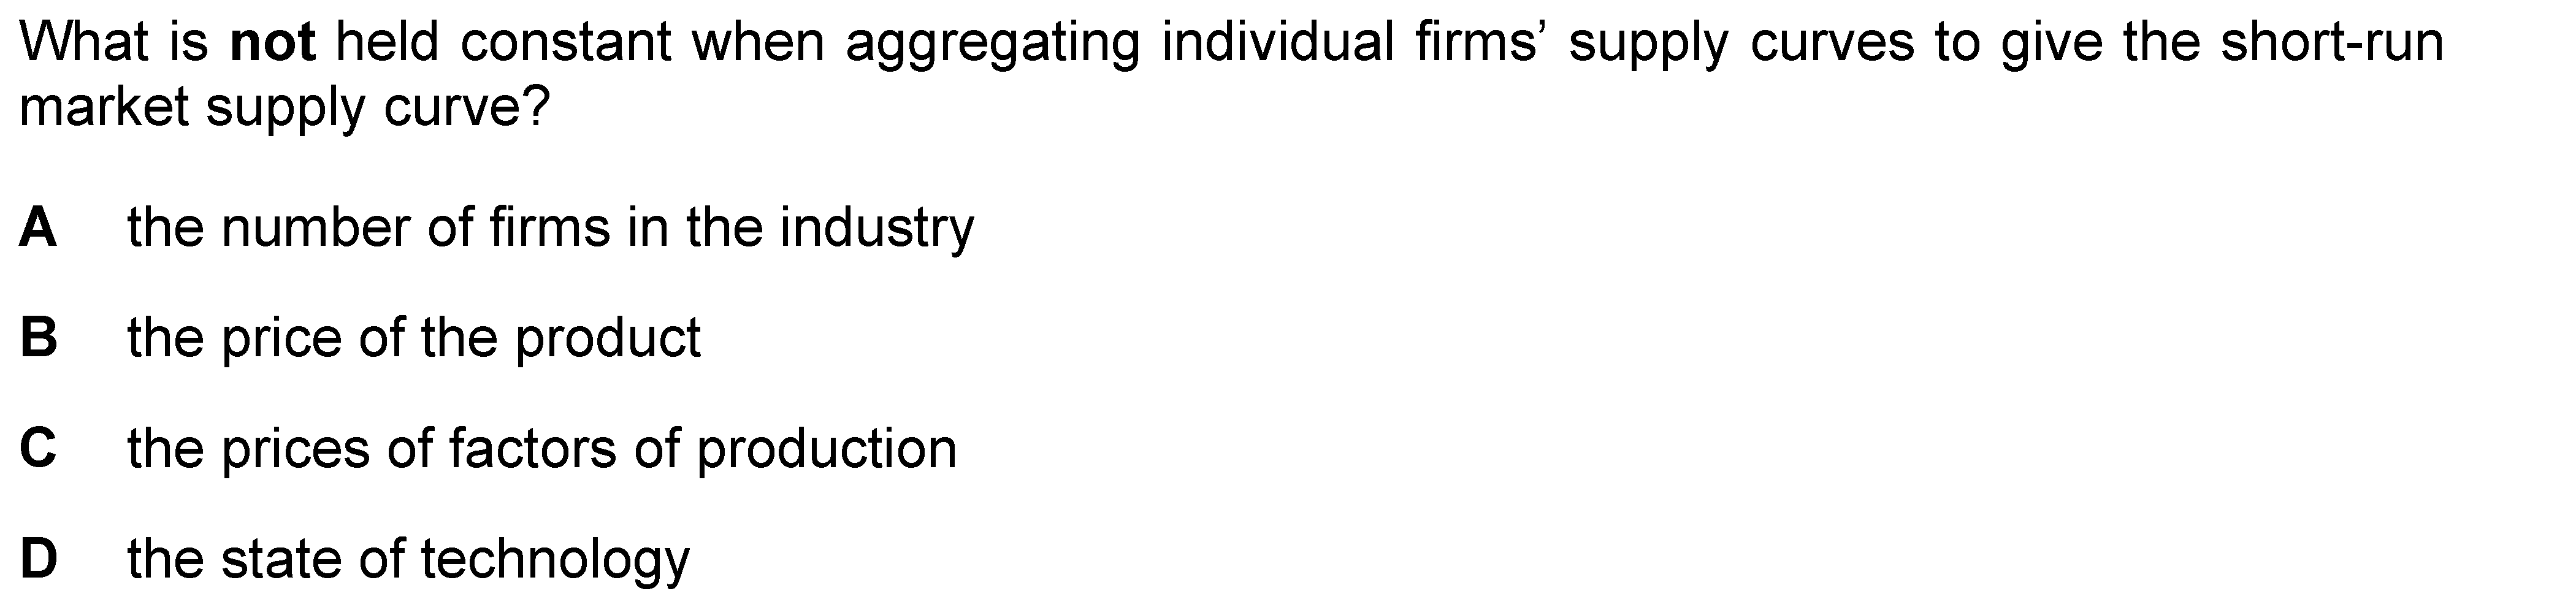 What is not held constant when aggregating individual firms’ supply curves to give the short-run
market supply curve?
A the number of firms in the industry
B the price of the product
C the prices of factors of production
D the state of technology